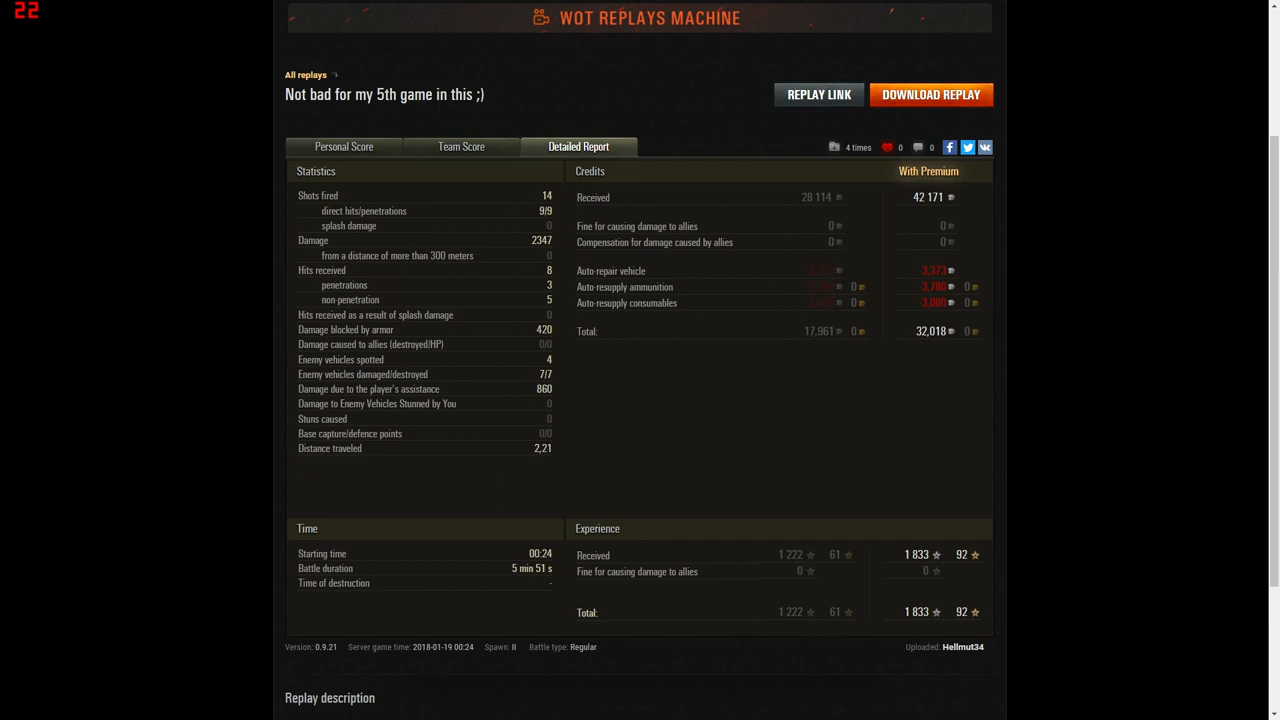 22
WOT REPLAYS MACHINE
All replays
Not bad for my 5th game in this ;)
REPLAY LINK
DOWNLOAD REPLAY
Personal Score
Team Score
Detailed Report
4 times 0 0
Statistics
Shots fired 14
direct hits/penetrations 9/9
splash damage 0
Damage 2347
from a distance of more than 300 meters 0
Hits received 8
penetrations 3
non-penetration 5
Hits received as a result of splash damage 0
Damage blocked by armor 420
Damage caused to allies (destroyed/HP) 0/0
Enemy vehicles spotted 4
Enemy vehicles damaged/destroyed 7/7
Damage due to the player's assistance 860
Damage to Enemy Vehicles Stunned by You 0
Stuns caused 0
Base capture/defence points 0/0
Distance traveled 2,21
Credits With Premium
Received 28 114 42 171
Fine for causing damage to allies 0 0
Compensation for damage caused by allies 0 0
Auto-repair vehicle 3,373
Auto-resupply ammunition 0 3,780 0
Auto-resupply consumables 0 3,000 0
Total: 17,961 0 32,018 0
Time
Starting time 00:24
Battle duration 5 min 51 s
Time of destruction -
Experience
Received 1 222 61 1 833 92
Fine for causing damage to allies 0 0
Total: 1 222 61 1 833 92
Version: 0.9.21 Server game time: 2018-01-19 00:24 Spawn: II Battle type: Regular Uploaded: Hellmut34
Replay description